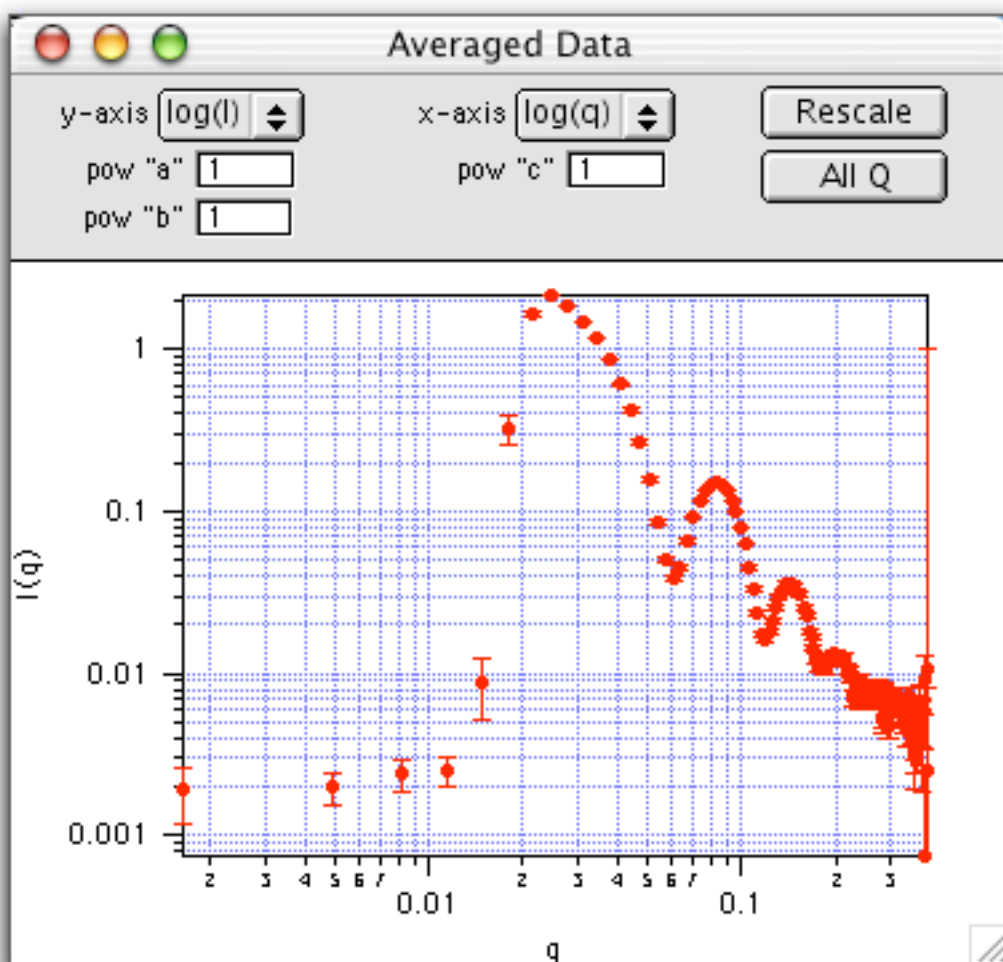 Averaged Data
y-axis log(I) x-axis log(q) Rescale
pow "a" 1 pow "c" 1 All Q
pow "b" 1
1
0.1
I(q)
0.01
0.001
2 3 4 5 6 7 2 3 4 5 6 7 2 3
0.01 0.1
q